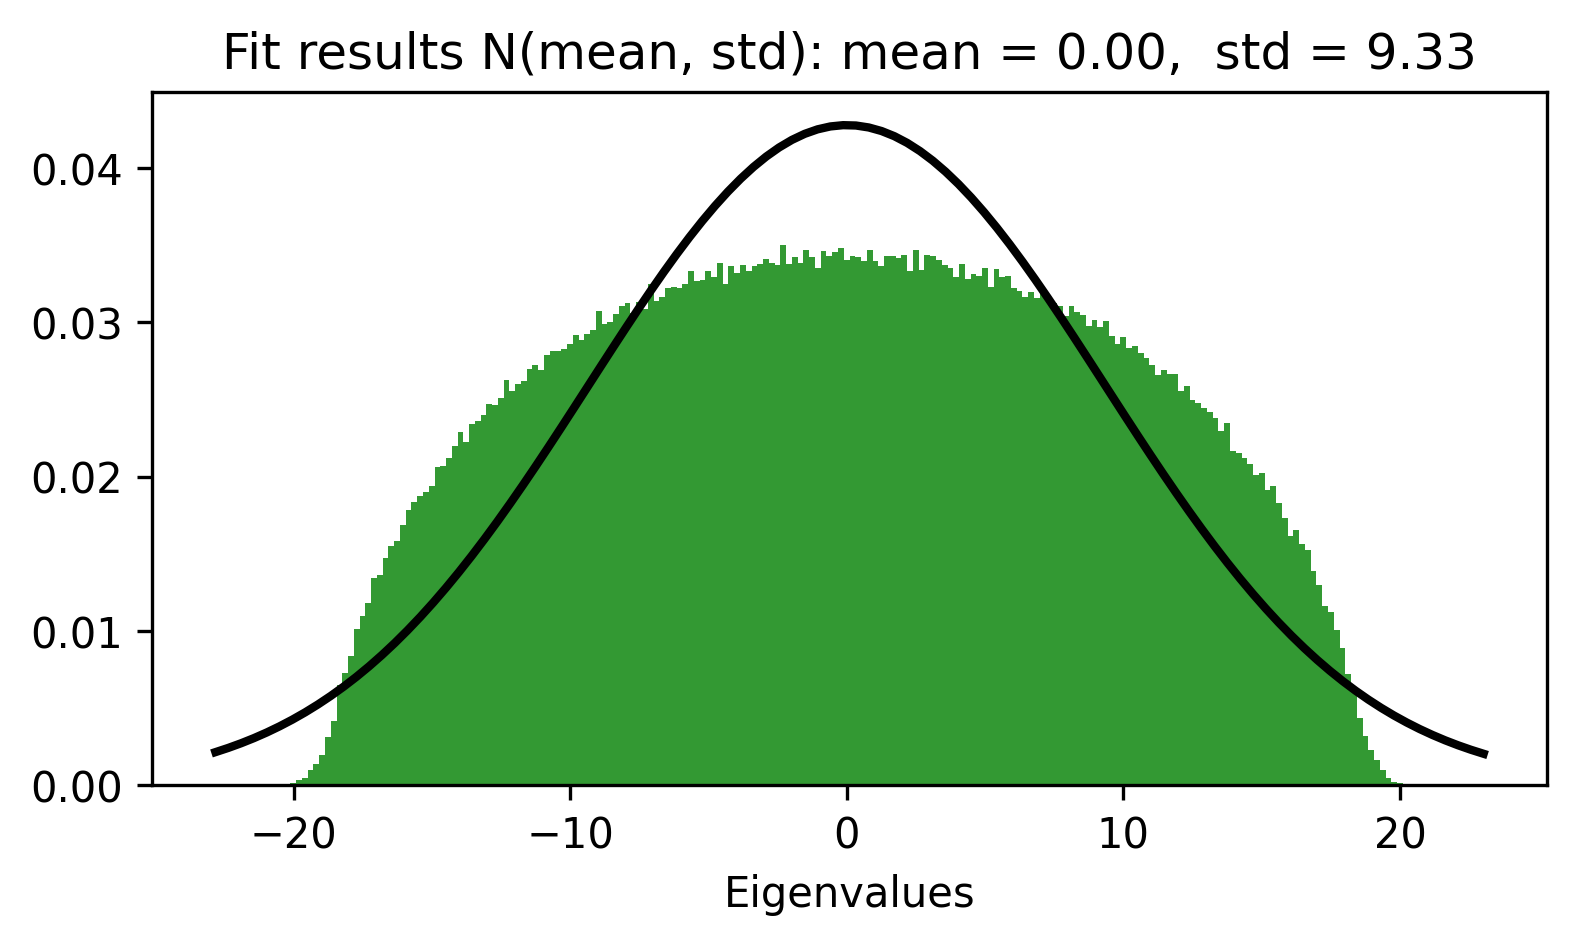 Fit results N(mean, std): mean = 0.00,  std = 9.33
0.04
0.03
0.02
0.01
0.00
−20 −10 0 10 20
Eigenvalues